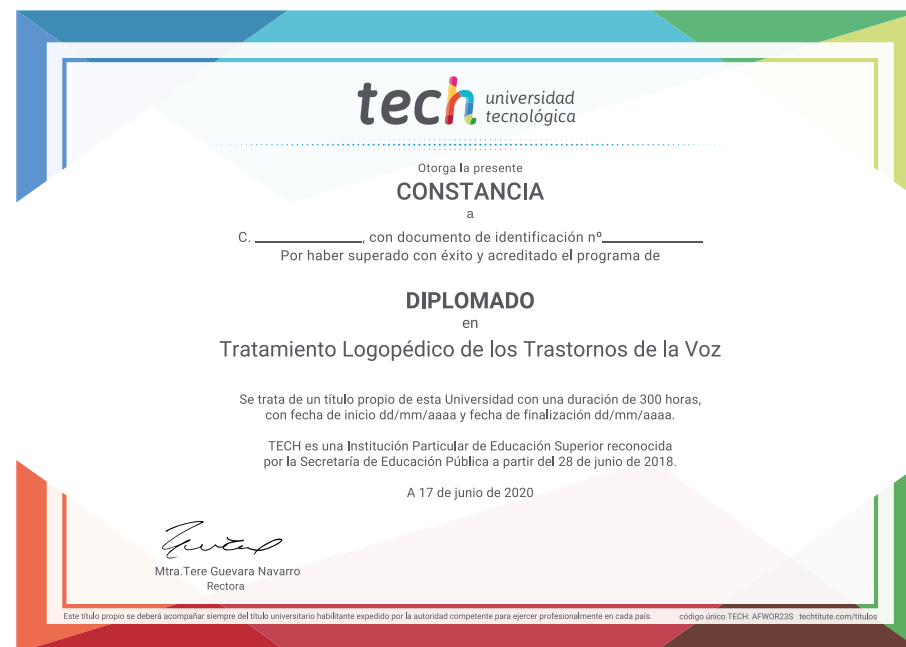 tech universidad
tecnológica
Otorga la presente
CONSTANCIA
a
C. ____________, con documento de identificación nº____________
Por haber superado con éxito y acreditado el programa de
DIPLOMADO
en
Tratamiento Logopédico de los Trastornos de la Voz
Se trata de un título propio de esta Universidad con una duración de 300 horas,
con fecha de inicio dd/mm/aaaa y fecha de finalización dd/mm/aaaa.
TECH es una Institución Particular de Educación Superior reconocida
por la Secretaría de Educación Pública a partir del 28 de junio de 2018.
A 17 de junio de 2020
Mtra.Tere Guevara Navarro
Rectora
Este título propio se deberá acompañar siempre del título universitario habilitante expedido por la autoridad competente para ejercer profesionalmente en cada país. código único TECH: AFWOR23S techtitute.com/titulos